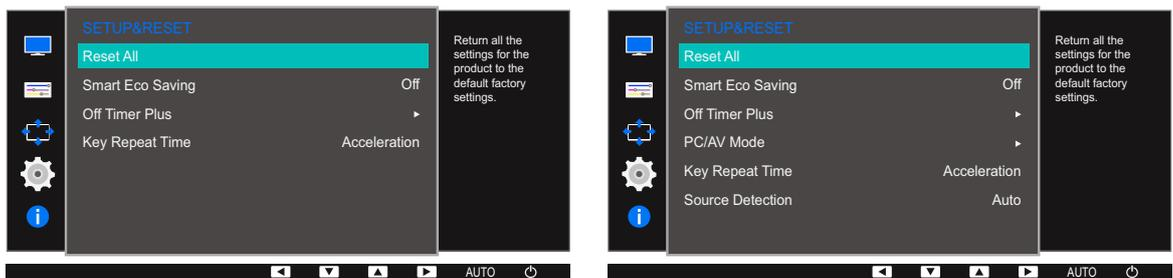 SETUP&RESET
Reset All
Smart Eco Saving Off
Off Timer Plus
Key Repeat Time Acceleration
Return all the
settings for the
product to the
default factory
settings.
AUTO
SETUP&RESET
Reset All
Smart Eco Saving Off
Off Timer Plus
PC/AV Mode
Key Repeat Time Acceleration
Source Detection Auto
Return all the
settings for the
product to the
default factory
settings.
AUTO